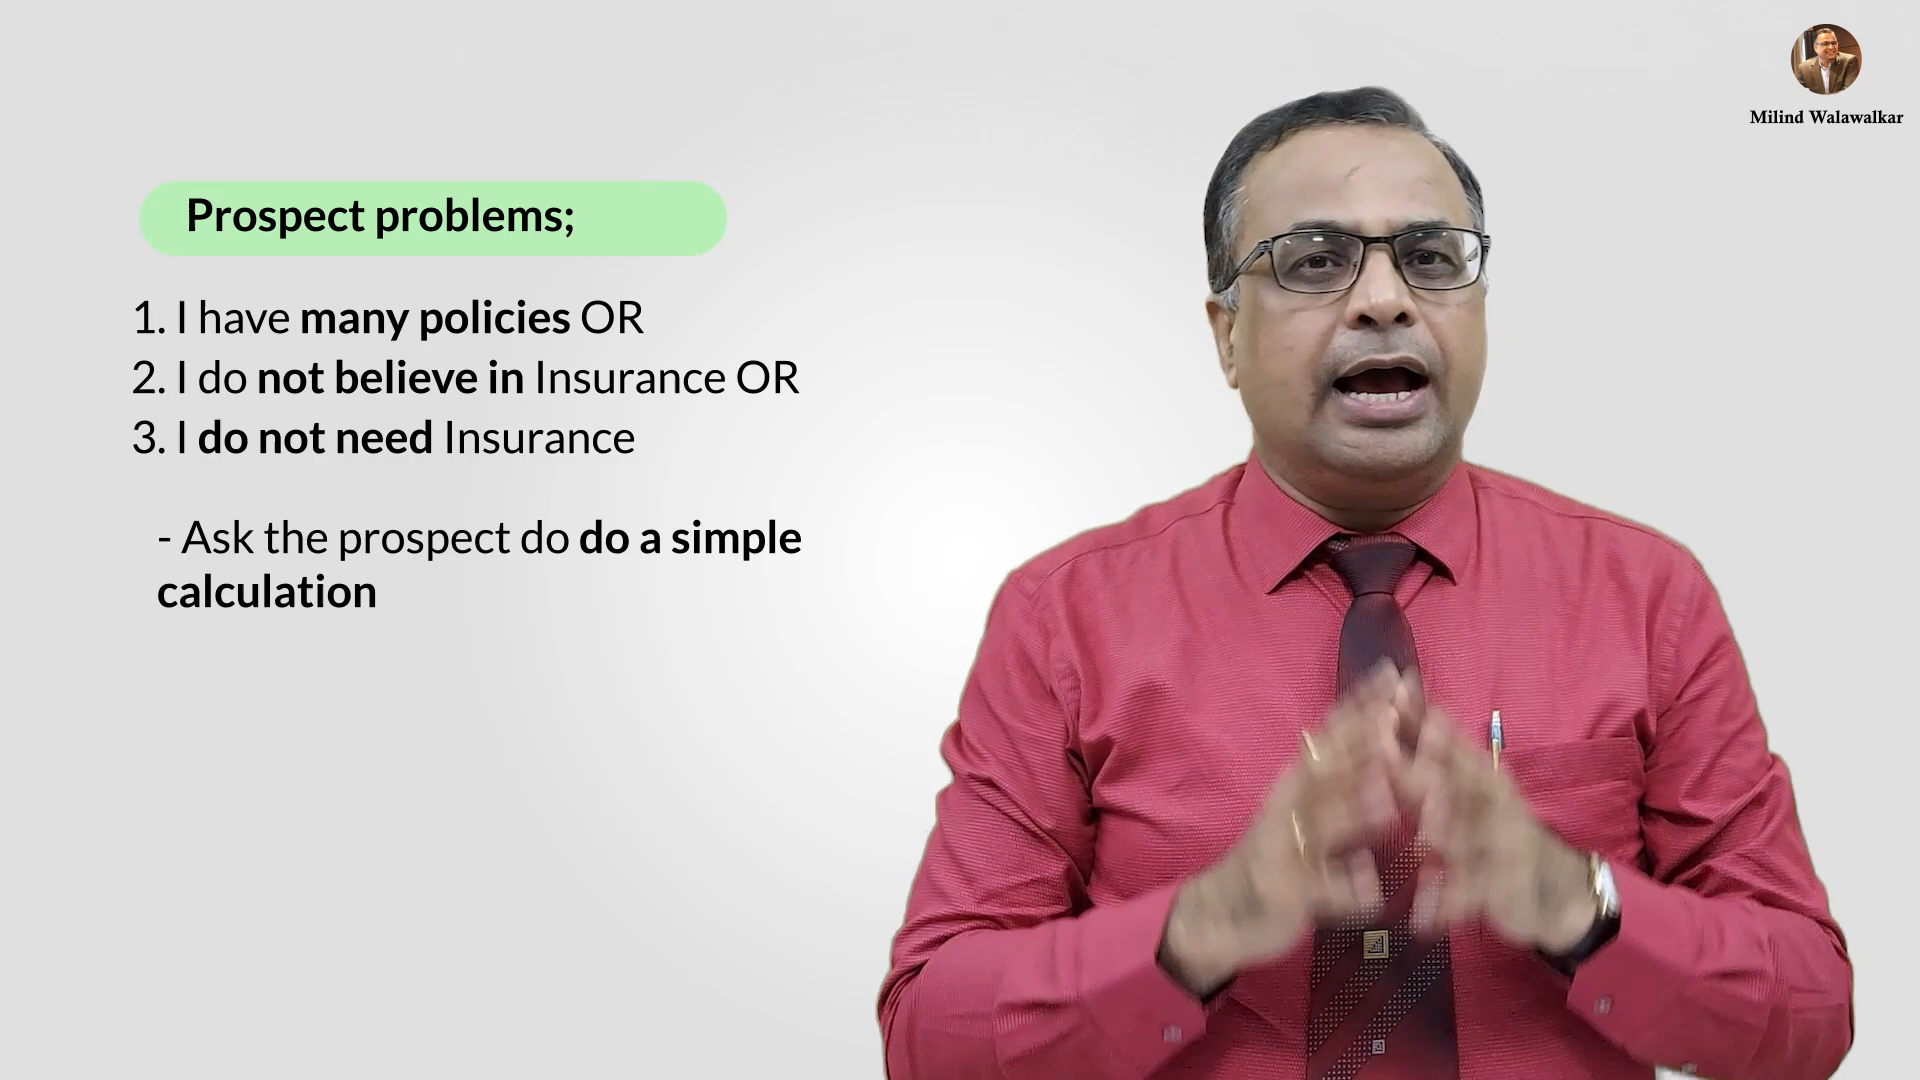 Milind Walawalkar
Prospect problems;
1. I have many policies OR
2. I do not believe in Insurance OR
3. I do not need Insurance
- Ask the prospect do do a simple
calculation